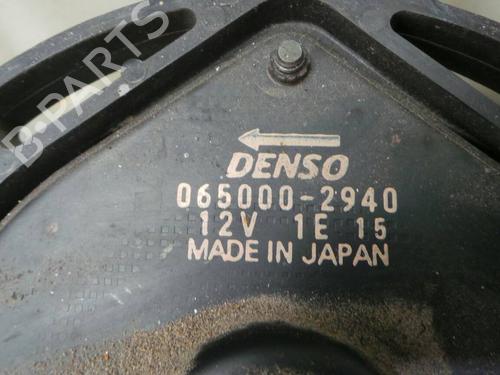 B-PARTS
DENSO
065000-2940
12V 1E 15
MADE IN JAPAN